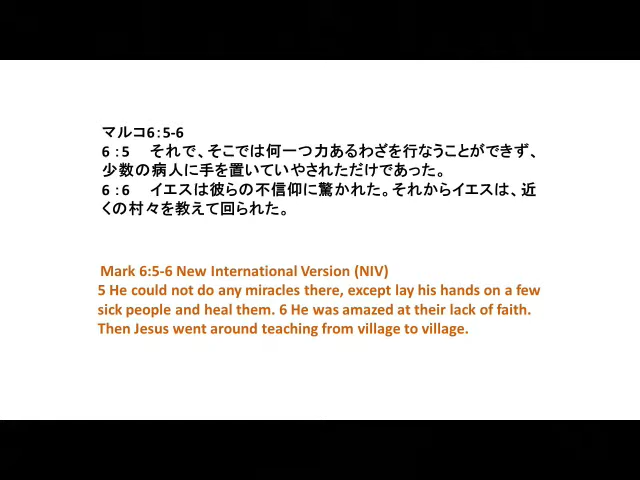 マルコ6：5-6
6：5　それで、そこでは何一つ力あるわざを行なうことができず、
少数の病人に手を置いていやされただけであった。
6：6　イエスは彼らの不信仰に驚かれた。それからイエスは、近
くの村々を教えて回られた。
Mark 6:5-6 New International Version (NIV)
5 He could not do any miracles there, except lay his hands on a few
sick people and heal them. 6 He was amazed at their lack of faith.
Then Jesus went around teaching from village to village.